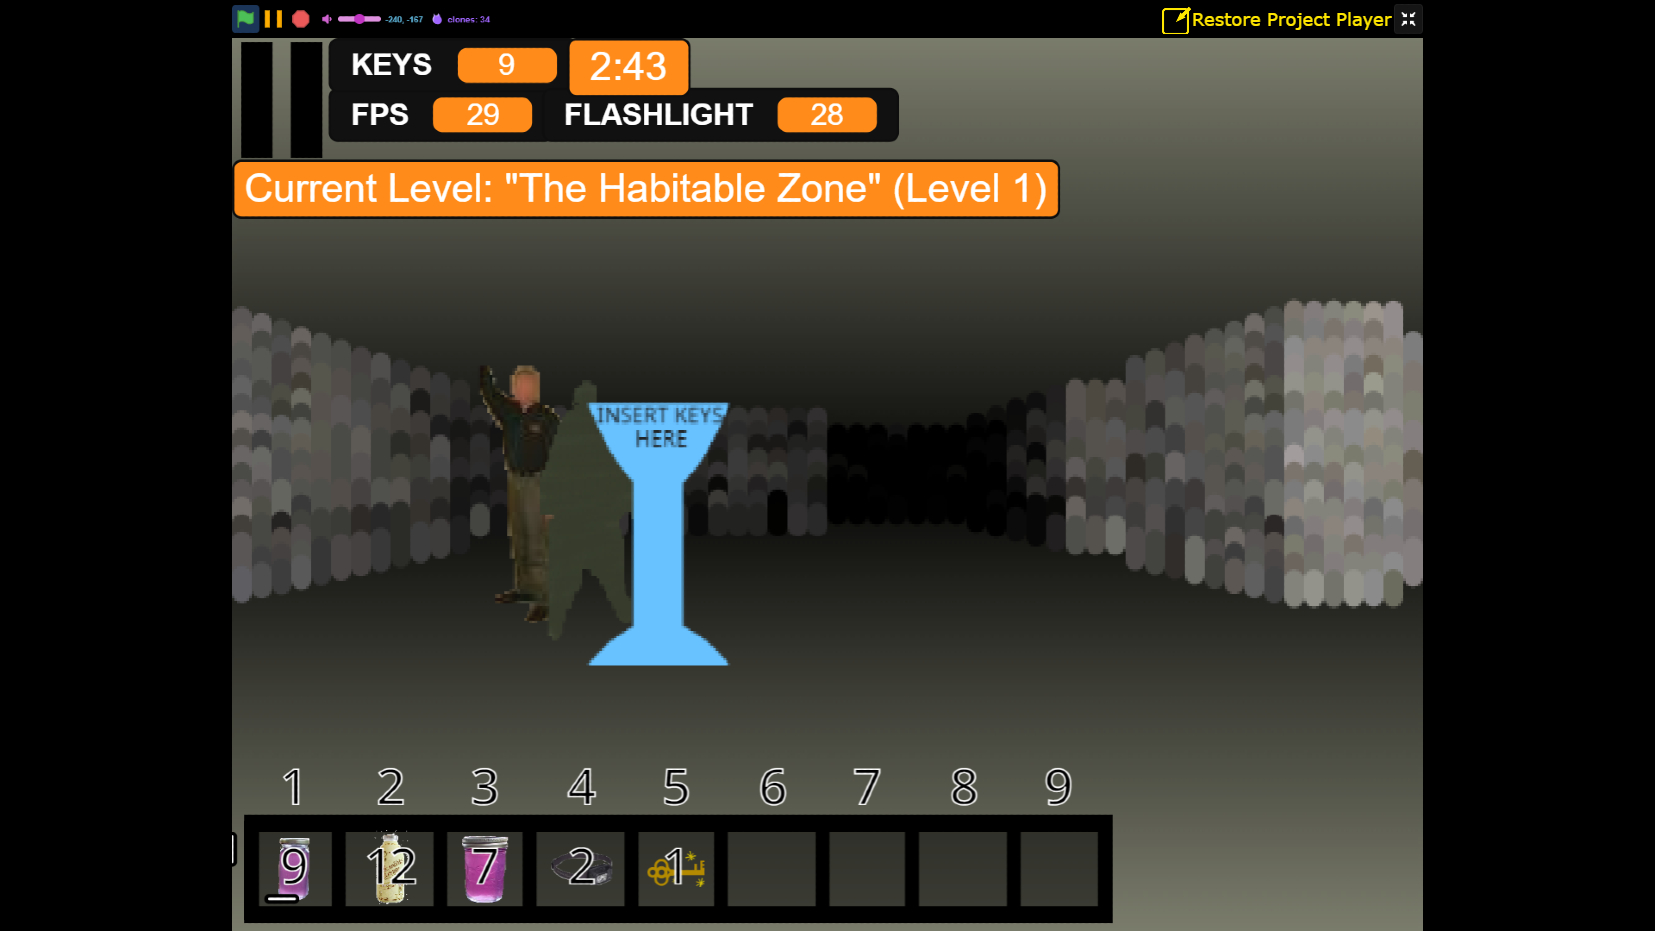 -240, -167 clones: 34 Restore Project Player
KEYS 9 2:43
FPS 29 FLASHLIGHT 28
Current Level: "The Habitable Zone" (Level 1)
INSERT KEYS
HERE
1 2 3 4 5 6 7 8 9
9 12 7 2 1